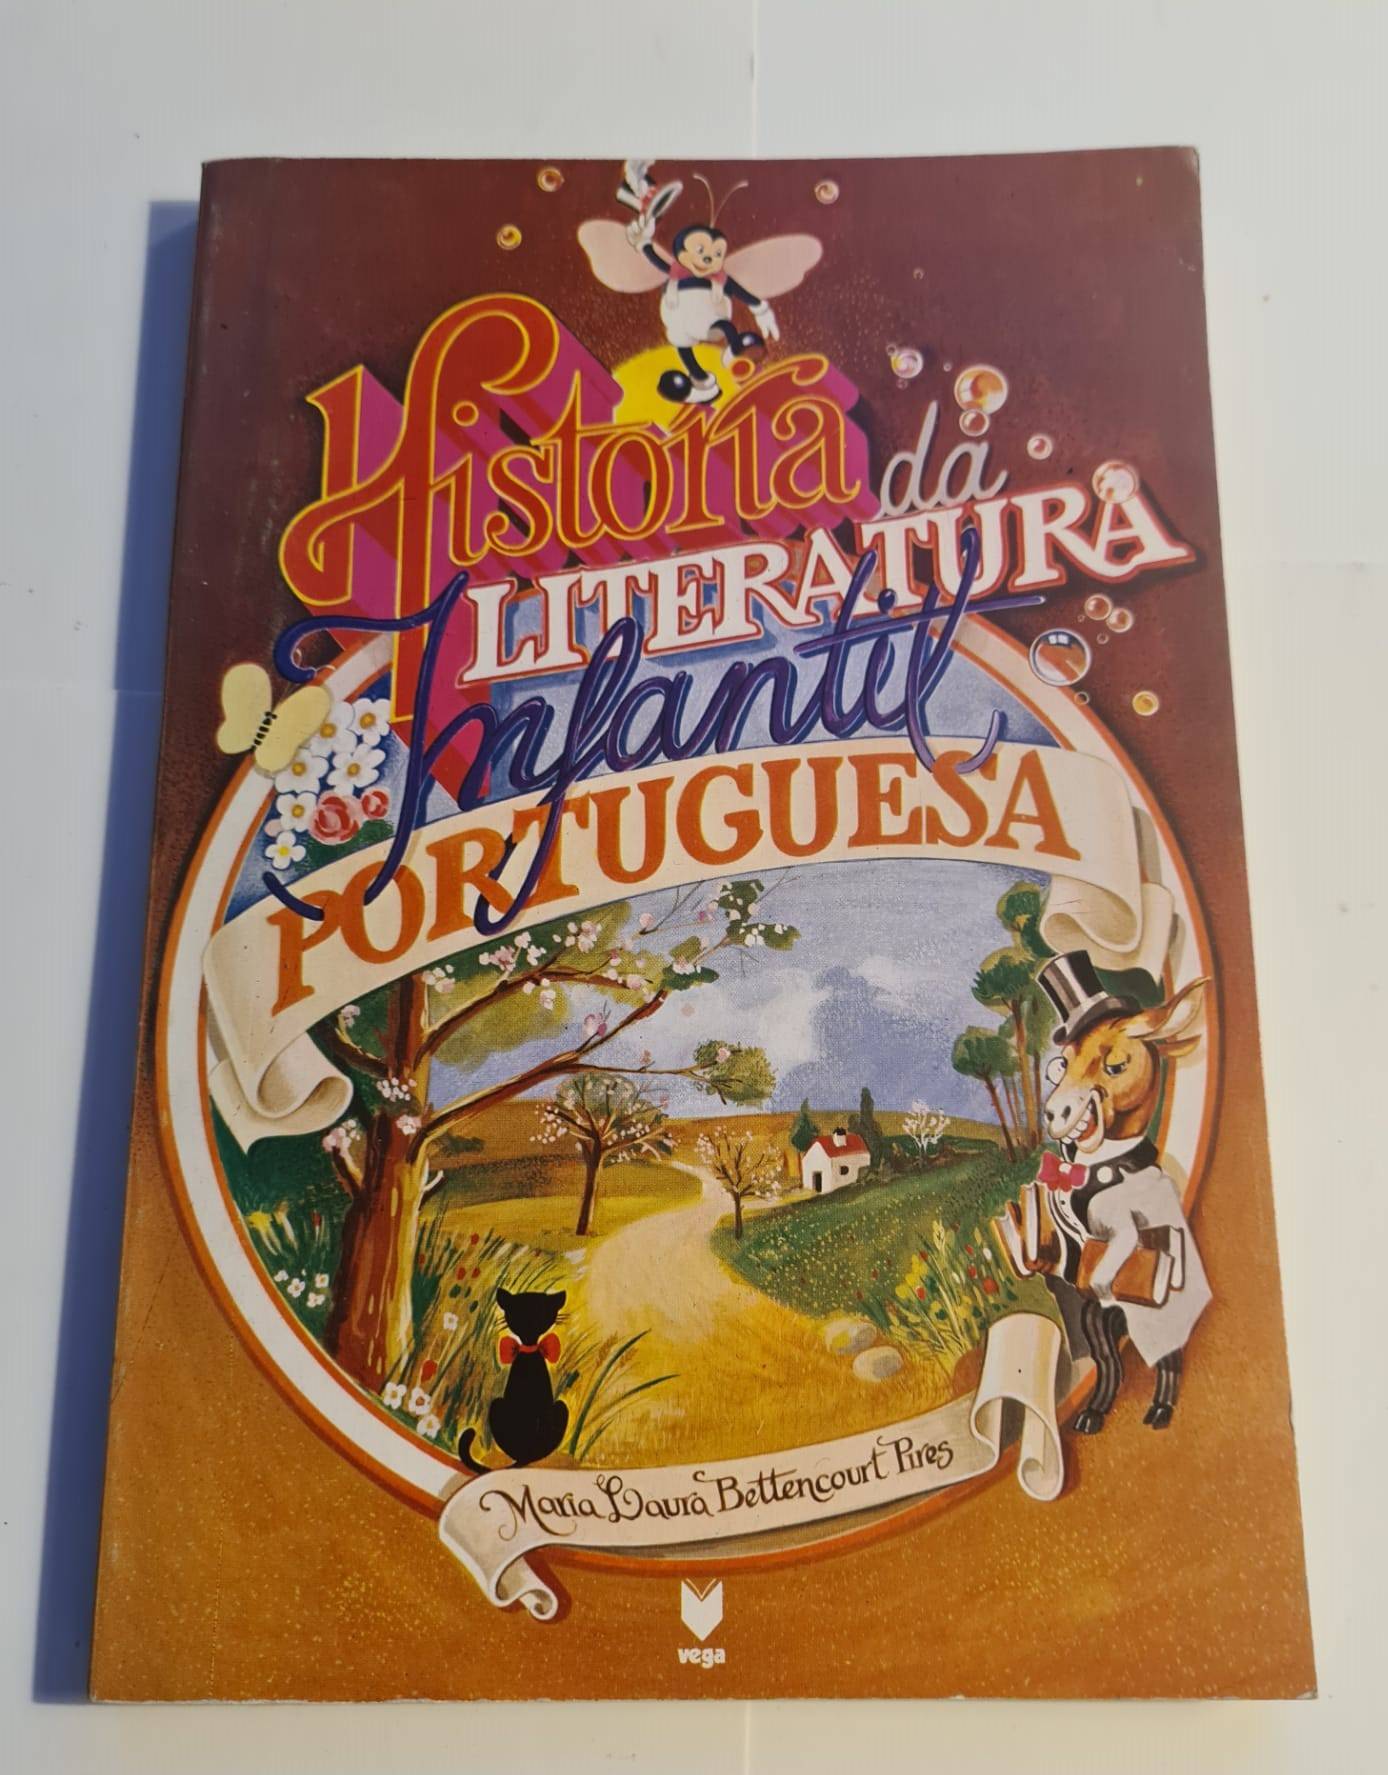 História
da
LITERATURA
Infantil
PORTUGUESA
Maria Laura Bettencourt Pires
vega